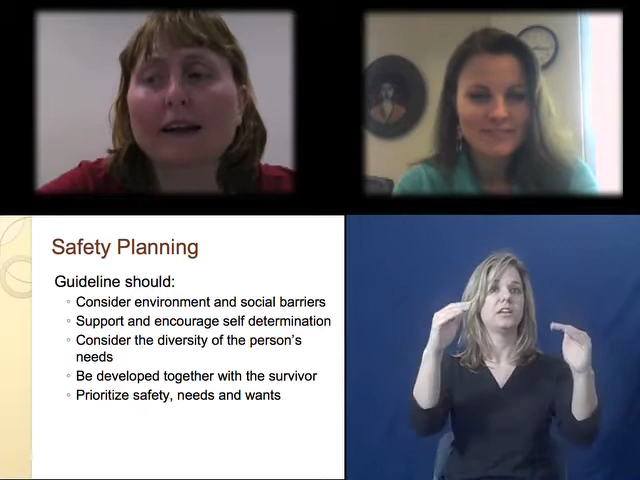 Safety Planning
Guideline should:
◦ Consider environment and social barriers
◦ Support and encourage self determination
◦ Consider the diversity of the person's
needs
◦ Be developed together with the survivor
◦ Prioritize safety, needs and wants